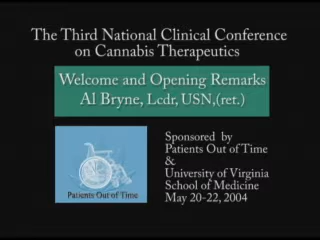 The Third National Clinical Conference
on Cannabis Therapeutics
Welcome and Opening Remarks
Al Bryne, Lcdr, USN,(ret.)
Sponsored by
Patients Out of Time
&
University of Virginia
School of Medicine
May 20-22, 2004
Patients Out of Time